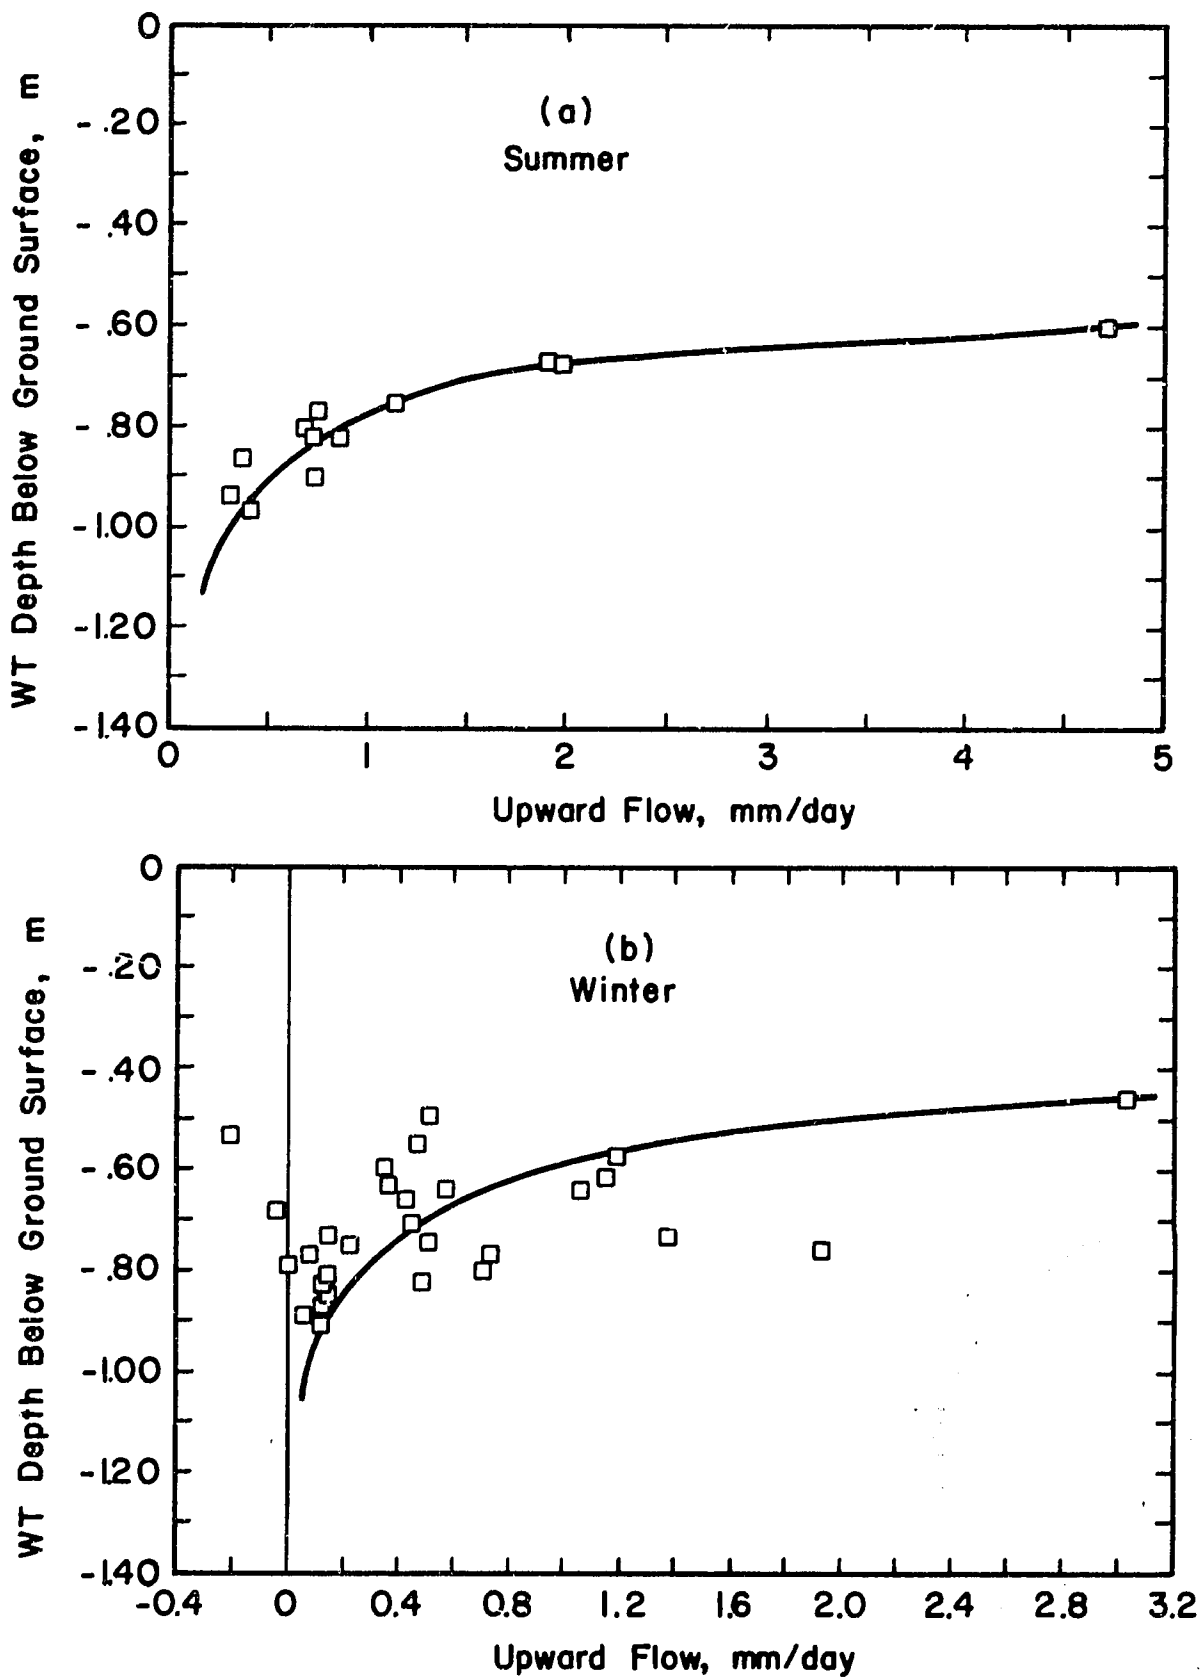 WT Depth Below Ground Surface, m
0
-.20
-.40
-.60
-.80
-1.00
-1.20
-1.40
(a)
Summer
0 1 2 3 4 5
Upward Flow, mm/day
WT Depth Below Ground Surface, m
0
-.20
-.40
-.60
-.80
-1.00
-1.20
-1.40
(b)
Winter
-0.4 0 0.4 0.8 1.2 1.6 2.0 2.4 2.8 3.2
Upward Flow, mm/day